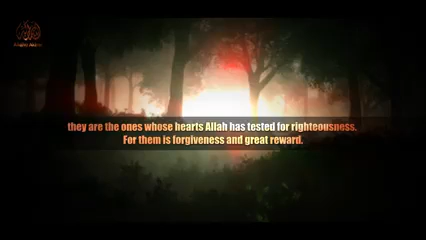 they are the ones whose hearts Allah has tested for righteousness.
For them is forgiveness and great reward.